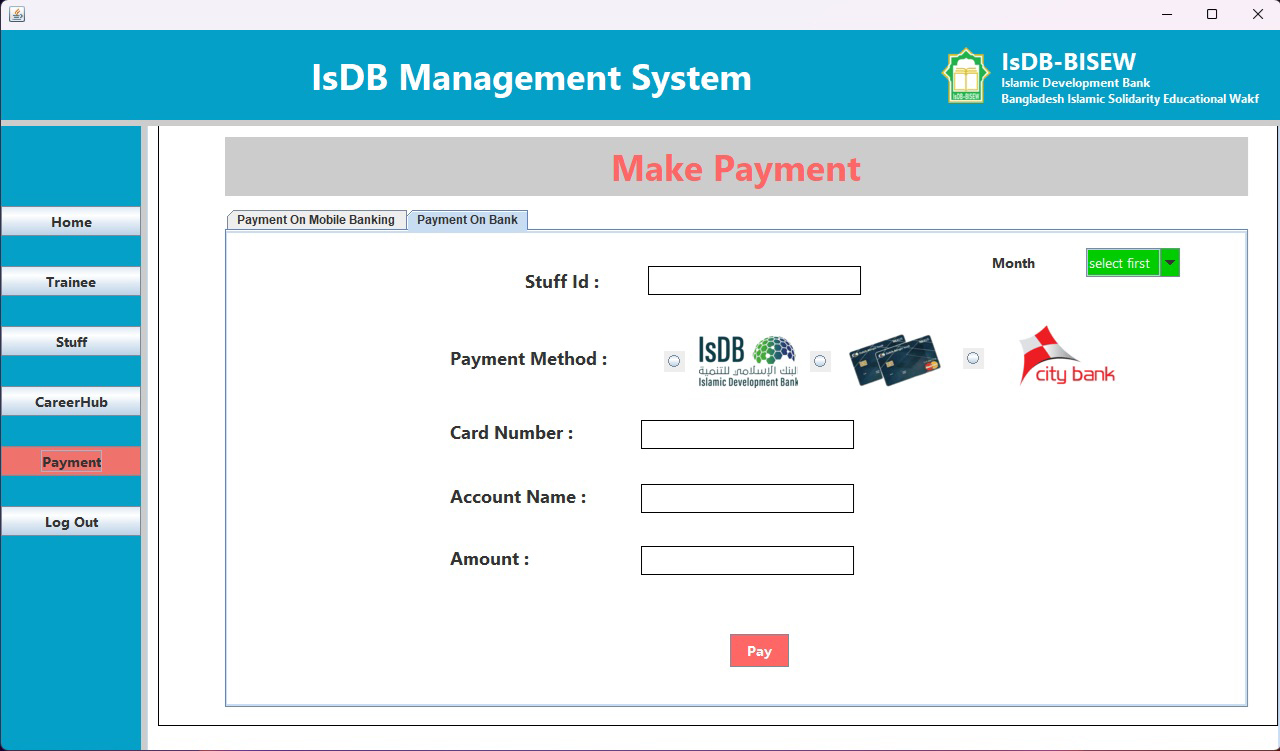 IsDB Management System
IsDB-BISEW
Islamic Development Bank
Bangladesh Islamic Solidarity Educational Wakf
Home
Trainee
Stuff
CareerHub
Payment
Log Out
Make Payment
Payment On Mobile Banking
Payment On Bank
Month
select first
Stuff Id :
Payment Method :
IsDB
البنك الإسلامي للتنمية
Islamic Development Bank
city bank
Card Number :
Account Name :
Amount :
Pay